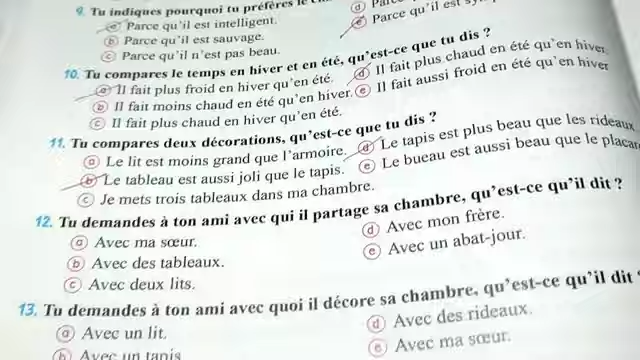 9. Tu indiques pourquoi tu préfères le
ⓐ Parce qu'il est intelligent.
ⓑ Parce qu'il est sauvage.
ⓒ Parce qu'il n'est pas beau.
ⓓ
ⓔ Parce qu'il est
10. Tu compares le temps en hiver et en été, qu'est-ce que tu dis ?
ⓐ Il fait plus froid en hiver qu'en été.
ⓑ Il fait moins chaud en été qu'en hiver.
ⓒ Il fait plus chaud en hiver qu'en été.
ⓓ Il fait plus chaud en été qu'en hiver
ⓔ Il fait aussi froid en été qu'en hiver
11. Tu compares deux décorations, qu'est-ce que tu dis ?
ⓐ Le lit est moins grand que l'armoire.
ⓑ Le tableau est aussi joli que le tapis.
ⓒ Je mets trois tableaux dans ma chambre.
ⓓ Le tapis est plus beau que les rideaux
ⓔ Le bueau est aussi beau que le placar
12. Tu demandes à ton ami avec qui il partage sa chambre, qu'est-ce qu'il dit ?
ⓐ Avec ma sœur.
ⓑ Avec des tableaux.
ⓒ Avec deux lits.
ⓓ Avec mon frère.
ⓔ Avec un abat-jour.
13. Tu demandes à ton ami avec quoi il décore sa chambre, qu'est-ce qu'il dit
ⓐ Avec un lit.
ⓑ Avec un tapis
ⓓ Avec des rideaux.
ⓔ Avec ma sœur.